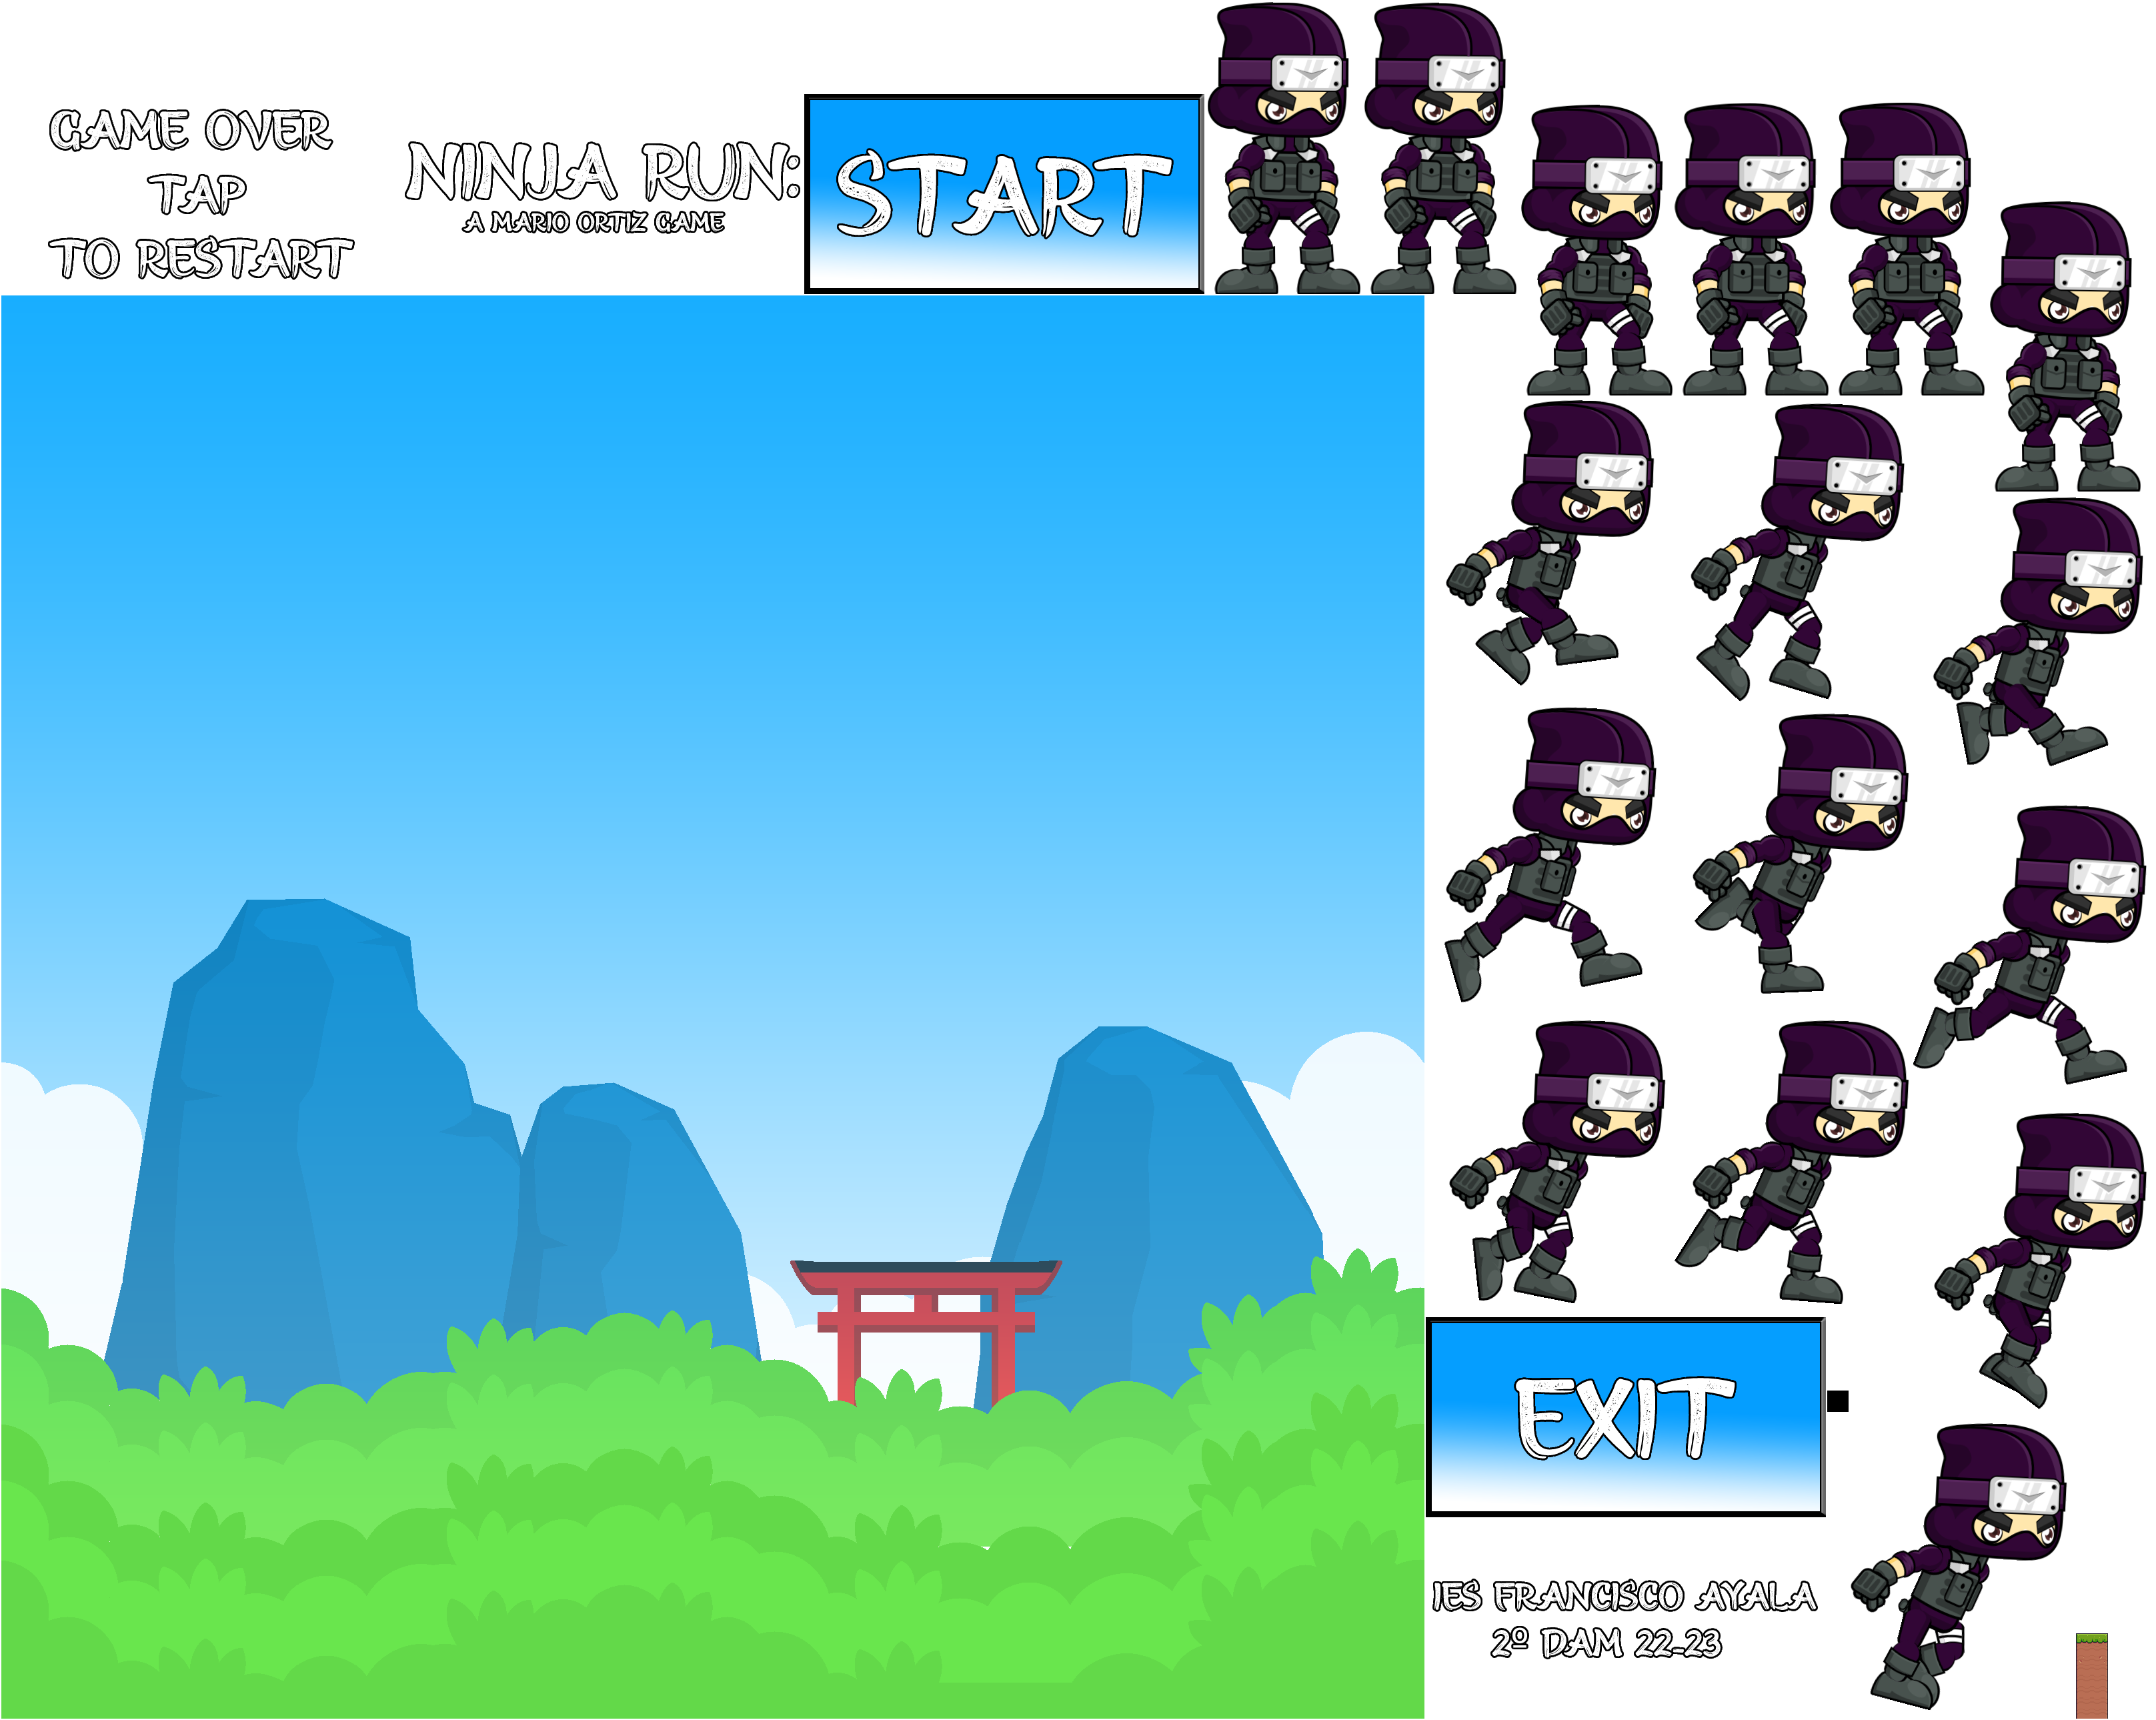 GAME OVER
TAP
TO RESTART
NINJA RUN:
A MARIO ORTIZ GAME
START
EXIT
IES FRANCISCO AYALA
2º DAM 22-23